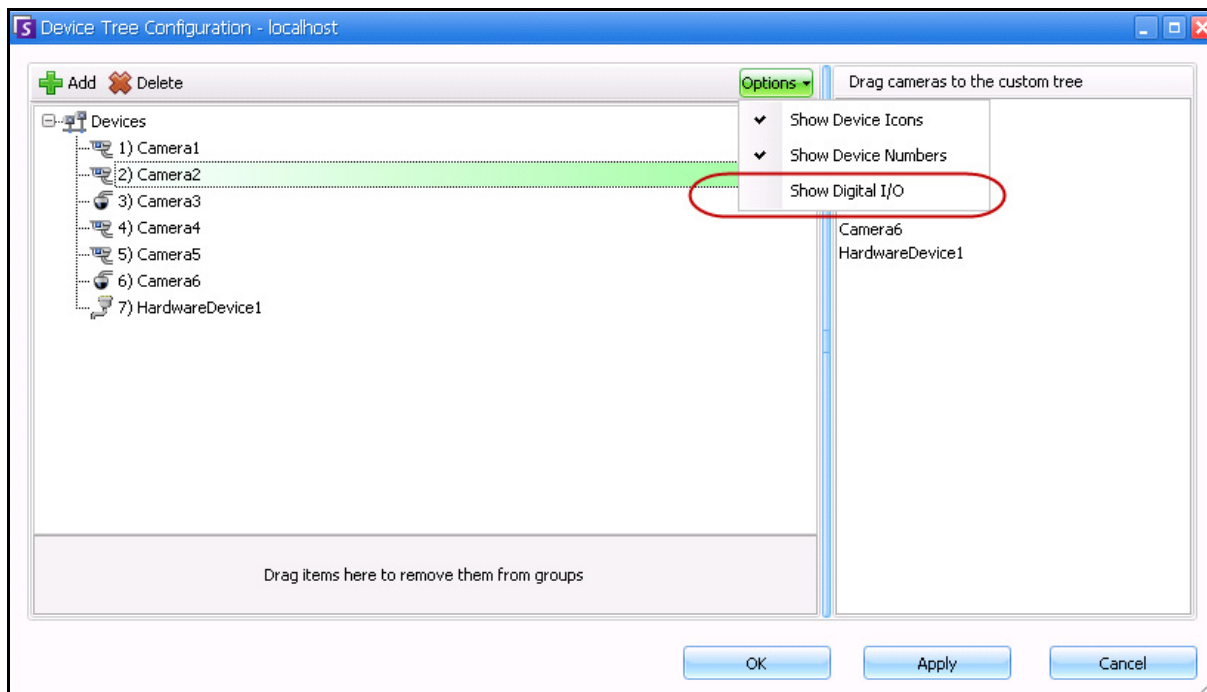 Device Tree Configuration - localhost
Add Delete Options
Drag cameras to the custom tree
Devices
1) Camera1
2) Camera2
3) Camera3
4) Camera4
5) Camera5
6) Camera6
7) HardwareDevice1
Show Device Icons
Show Device Numbers
Show Digital I/O
Camera6
HardwareDevice1
Drag items here to remove them from groups
OK Apply Cancel